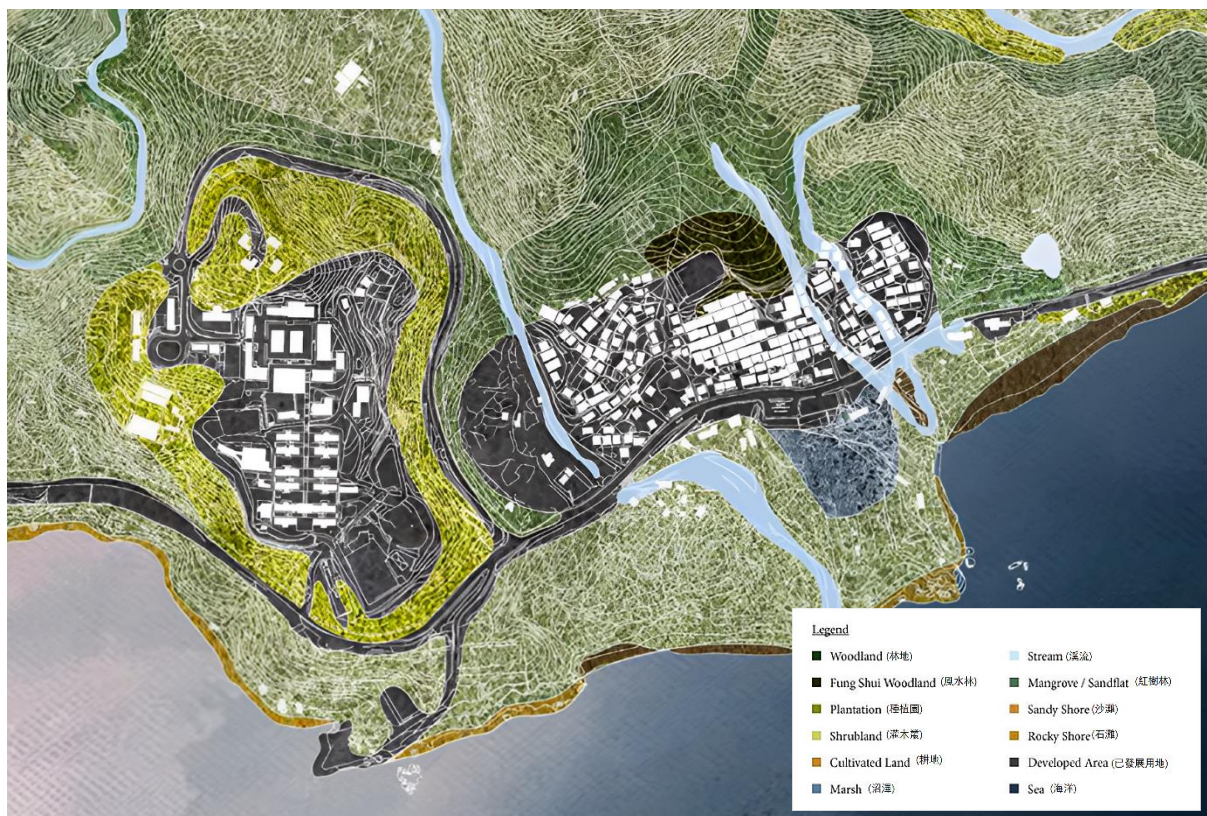 Legend
Woodland (林地)
Fung Shui Woodland (風水林)
Plantation (種植園)
Shrubland (灌木叢)
Cultivated Land (耕地)
Marsh (沼澤)
Stream (溪流)
Mangrove / Sandflat (紅樹林)
Sandy Shore (沙灘)
Rocky Shore (石灘)
Developed Area (已發展用地)
Sea (海洋)